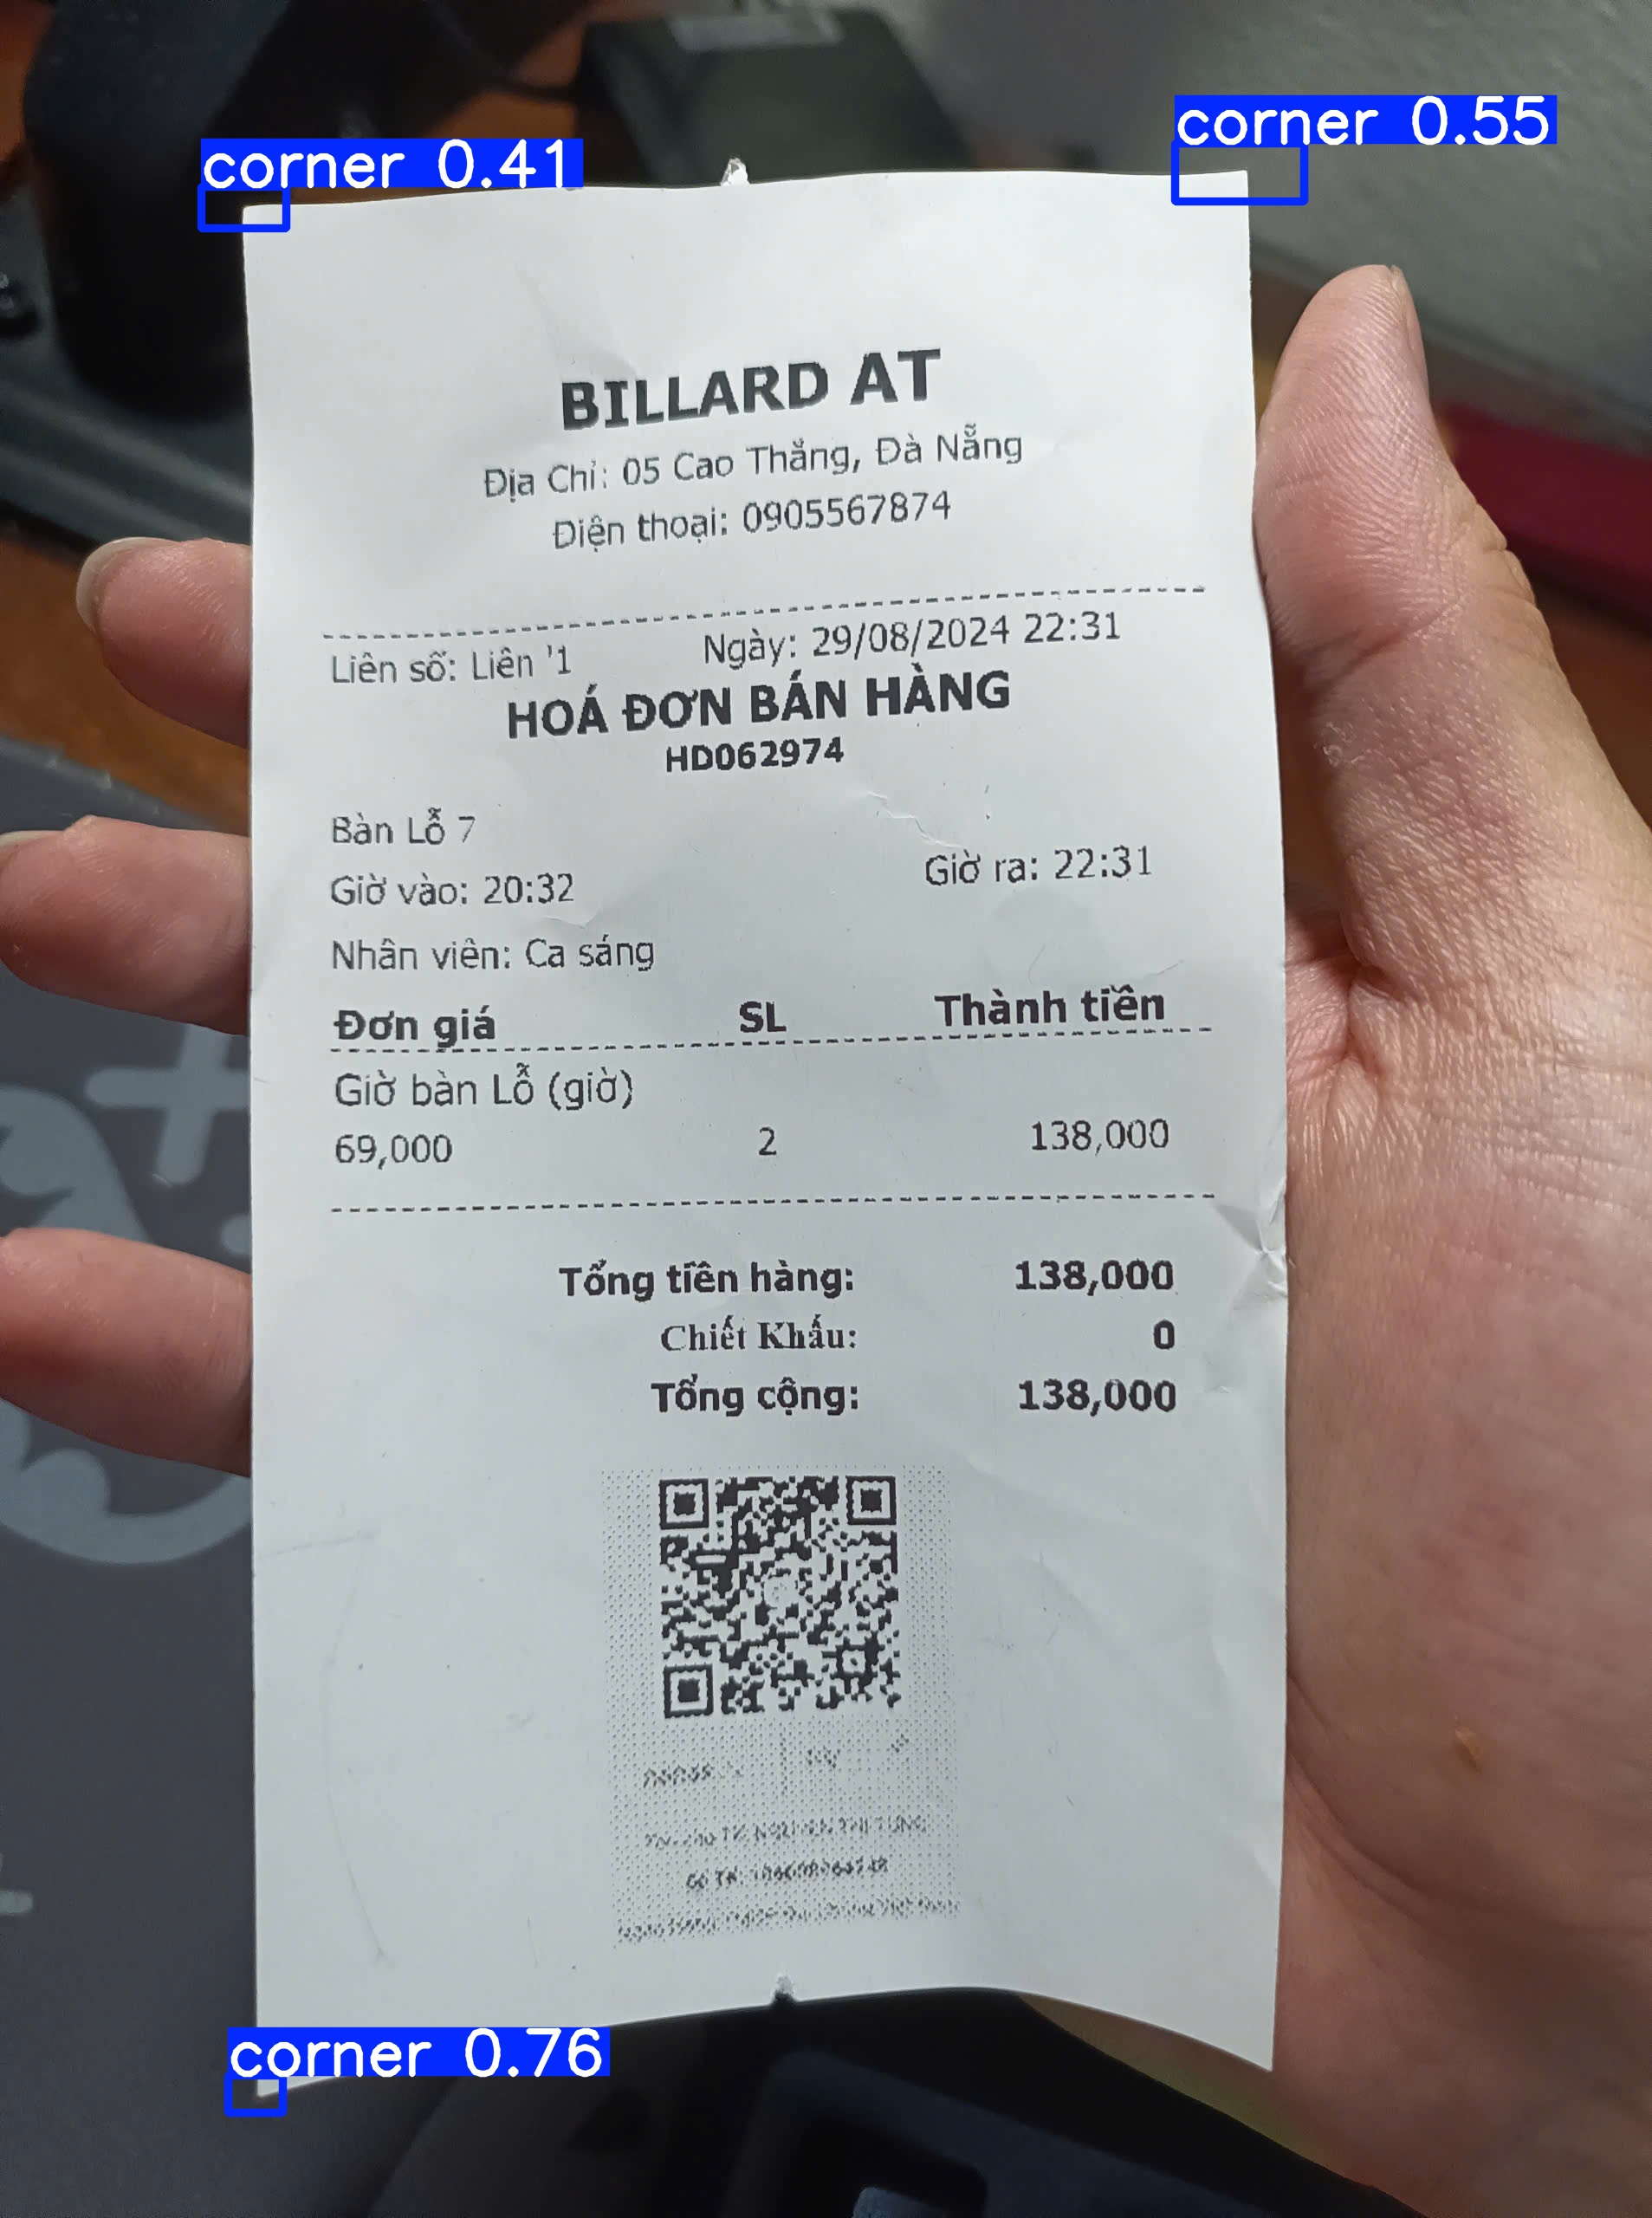 corner 0.41
corner 0.55
BILLARD AT
Địa Chỉ: 05 Cao Thắng, Đà Nẵng
Điện thoại: 0905567874
Liên số: Liên '1 Ngày: 29/08/2024 22:31
HOÁ ĐƠN BÁN HÀNG
HD062974
Bàn Lỗ 7
Giờ vào: 20:32 Giờ ra: 22:31
Nhân viên: Ca sáng
Đơn giá SL Thành tiền
Giờ bàn Lỗ (giờ)
69,000 2 138,000
Tổng tiền hàng: 138,000
Chiết Khấu: 0
Tổng cộng: 138,000
corner 0.76